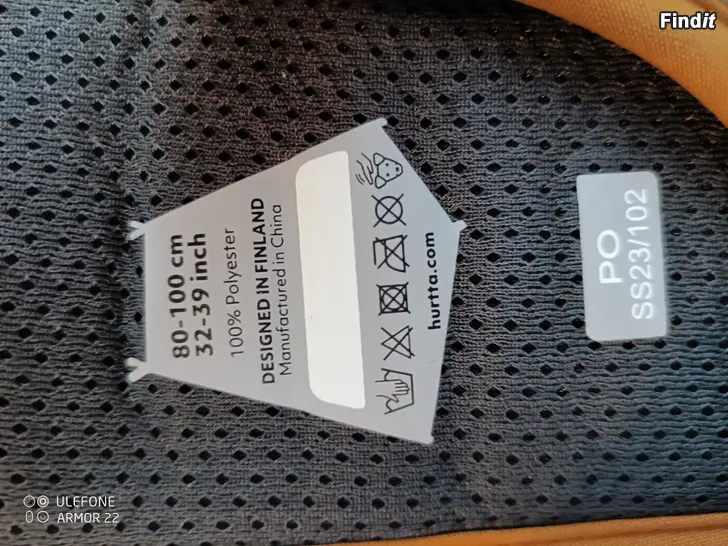 Findit
80-100 cm
32-39 inch
100% Polyester
DESIGNED IN FINLAND
Manufactured in China
hurtta.com
PO
SS23/102
ULEFONE
ARMOR 22